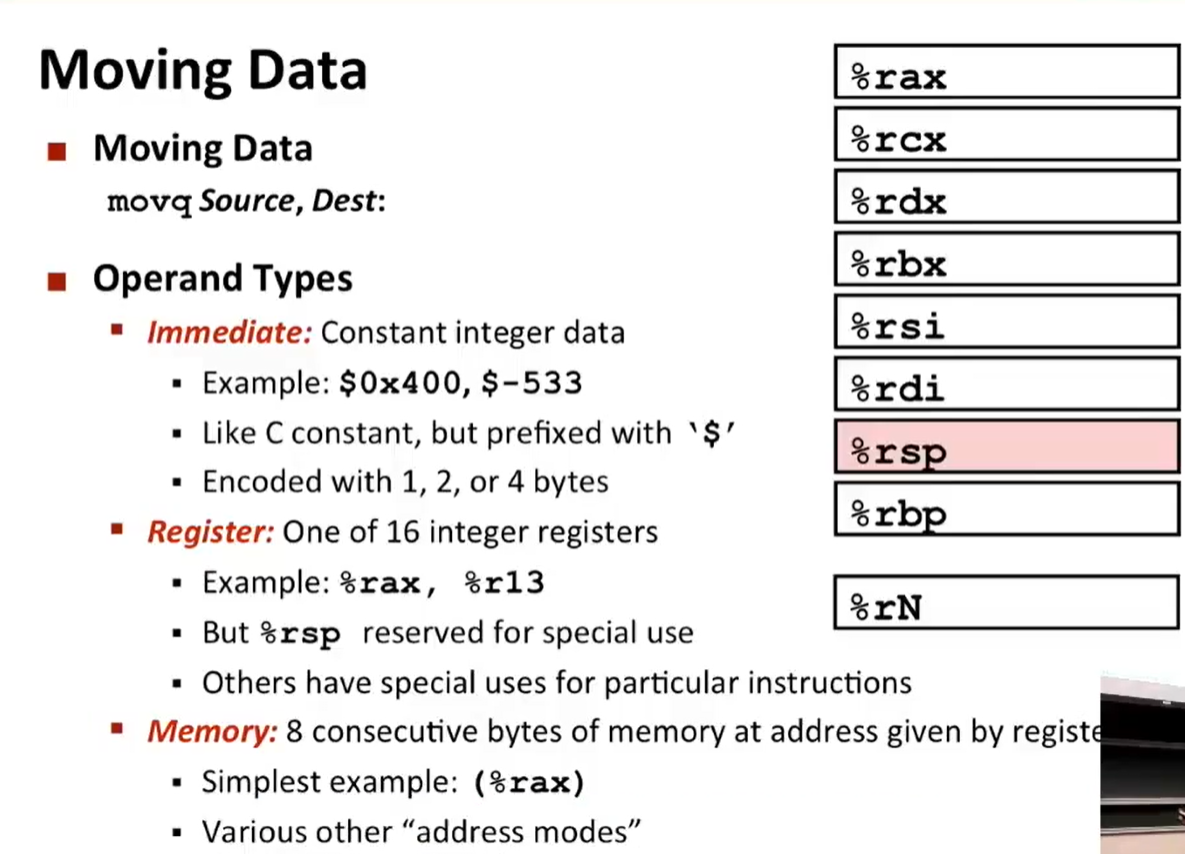 Moving Data
Moving Data
movq Source, Dest:
Operand Types
Immediate: Constant integer data
Example: $0x400, $-533
Like C constant, but prefixed with ‵$′
Encoded with 1, 2, or 4 bytes
Register: One of 16 integer registers
Example: %rax, %r13
But %rsp reserved for special use
Others have special uses for particular instructions
Memory: 8 consecutive bytes of memory at address given by
Simplest example: (%rax)
Various other “address modes”
%rax
%rcx
%rdx
%rbx
%rsi
%rdi
%rsp
%rbp
%rN